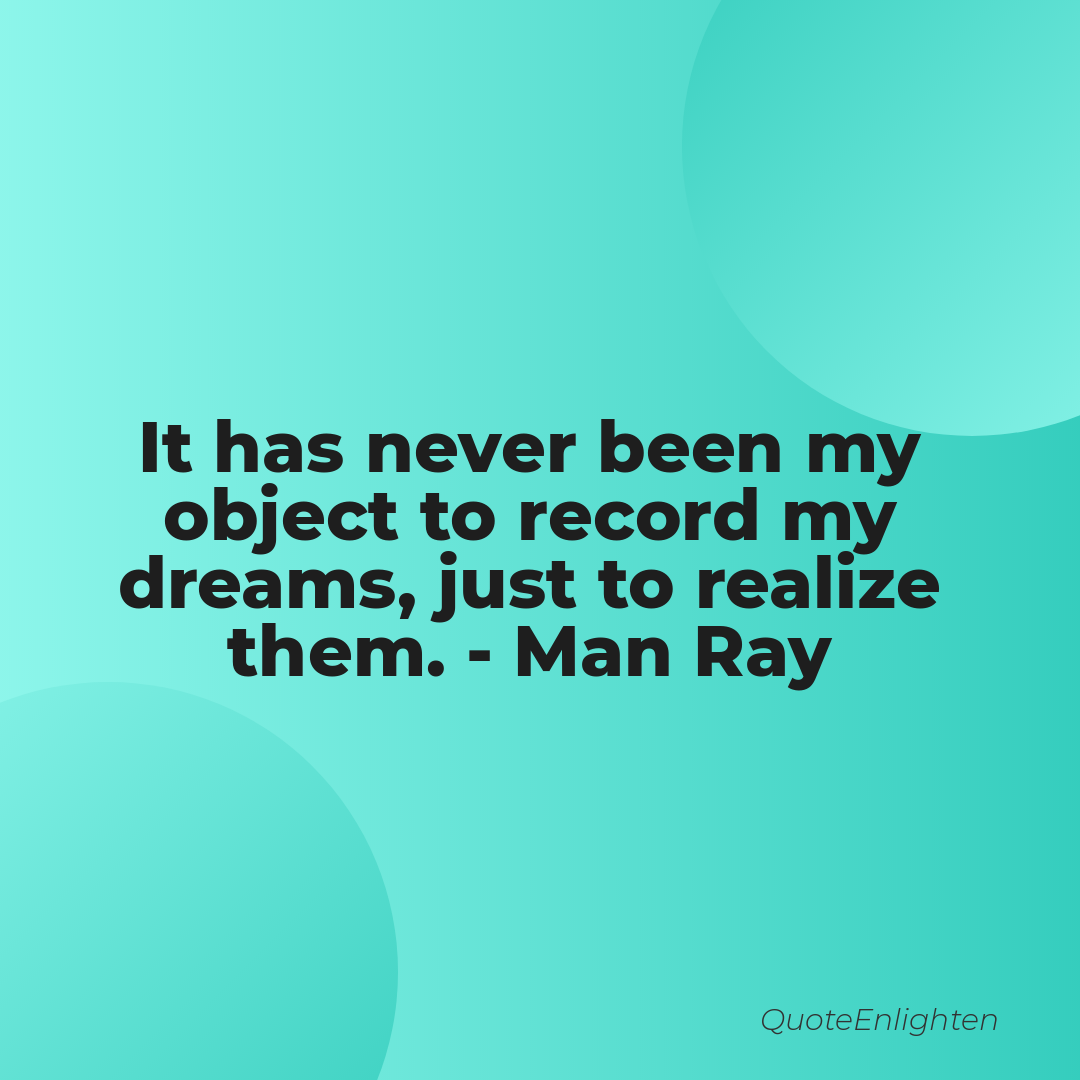 It has never been my
object to record my
dreams, just to realize
them. - Man Ray
QuoteEnlighten